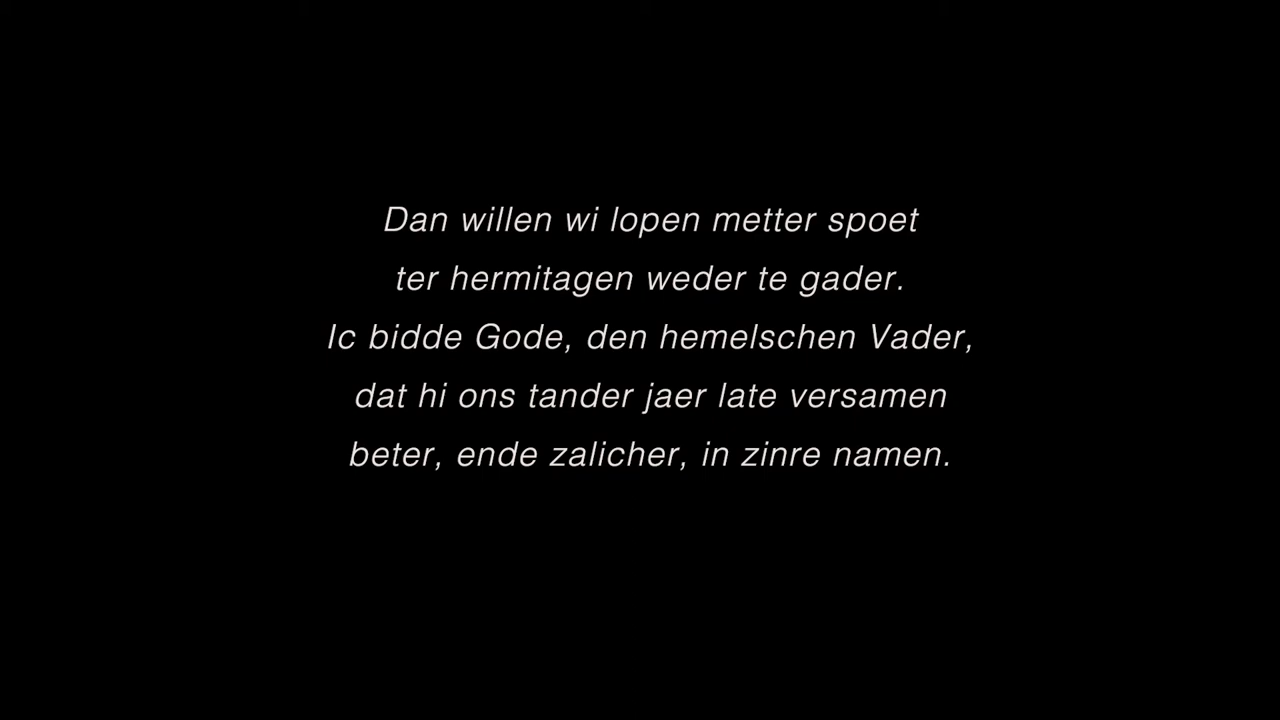 Dan willen wi lopen metter spoet
ter hermitagen weder te gader.
Ic bidde Gode, den hemelschen Vader,
dat hi ons tander jaer late versamen
beter, ende zalicher, in zinre namen.